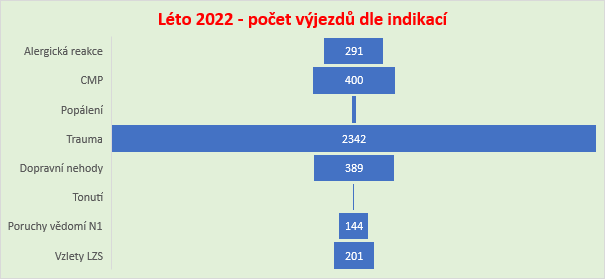 Léto 2022 - počet výjezdů dle indikací
Alergická reakce 291
CMP 400
Popálení
Trauma 2342
Dopravní nehody 389
Tonutí
Poruchy vědomí N1 144
Vzlety LZS 201